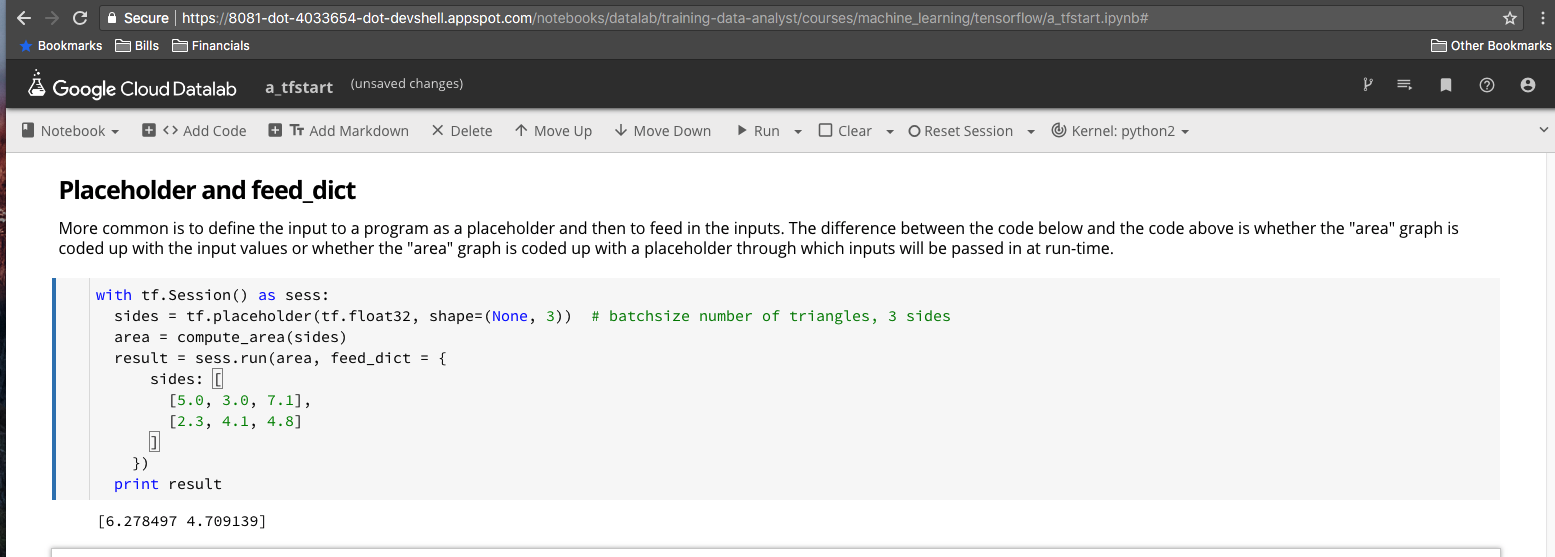 Secure https://8081-dot-4033654-dot-devshell.appspot.com/notebooks/datalab/training-data-analyst/courses/machine_learning/tensorflow/a_tfstart.ipynb#
Bookmarks Bills Financials Other Bookmarks
Google Cloud Datalab a_tfstart (unsaved changes)
Notebook <> Add Code Tт Add Markdown Delete Move Up Move Down Run Clear Reset Session Kernel: python2
Placeholder and feed_dict
More common is to define the input to a program as a placeholder and then to feed in the inputs. The difference between the code below and the code above is whether the "area" graph is
coded up with the input values or whether the "area" graph is coded up with a placeholder through which inputs will be passed in at run-time.
with tf.Session() as sess:
  sides = tf.placeholder(tf.float32, shape=(None, 3))  # batchsize number of triangles, 3 sides
  area = compute_area(sides)
  result = sess.run(area, feed_dict = {
      sides: [
        [5.0, 3.0, 7.1],
        [2.3, 4.1, 4.8]
      ]
    })
  print result
[6.278497 4.709139]